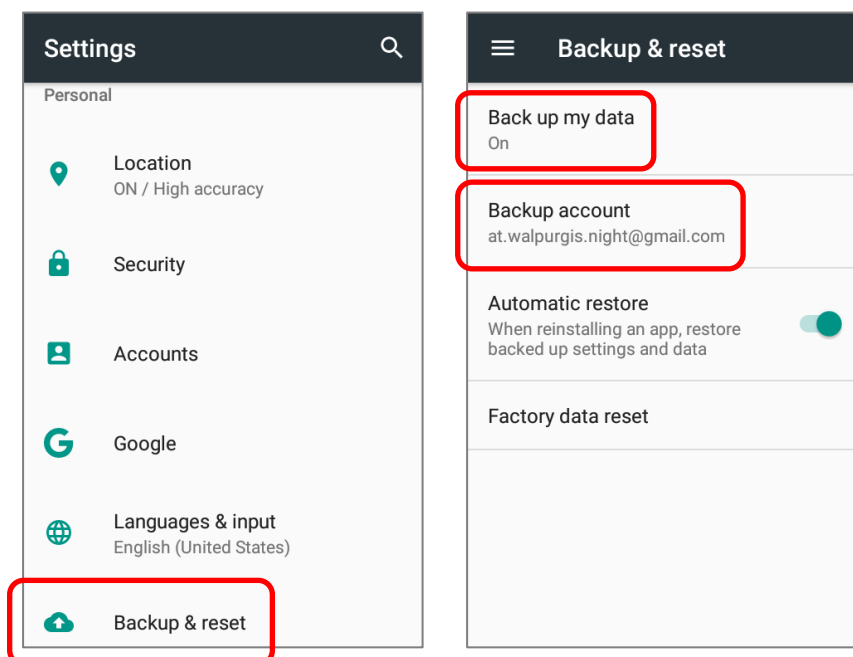 Settings
Personal
Location
ON / High accuracy
Security
Accounts
Google
Languages & input
English (United States)
Backup & reset
Backup & reset
Back up my data
On
Backup account
at.walpurgis.night@gmail.com
Automatic restore
When reinstalling an app, restore
backed up settings and data
Factory data reset